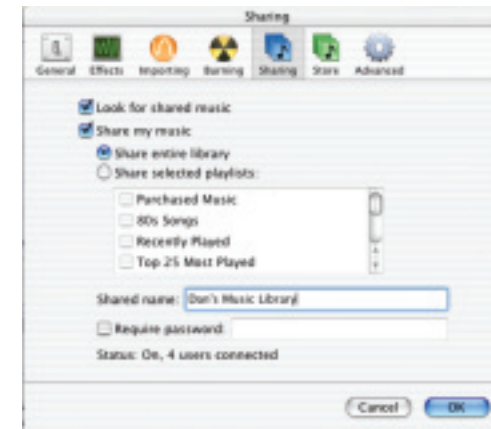 Sharing
General Effects Importing Burning Sharing Store Advanced
Look for shared music
Share my music
Share entire library
Share selected playlists:
Purchased Music
80s Songs
Recently Played
Top 25 Most Played
Shared name: Dan's Music Library
Require password:
Status: On, 4 users connected
Cancel OK